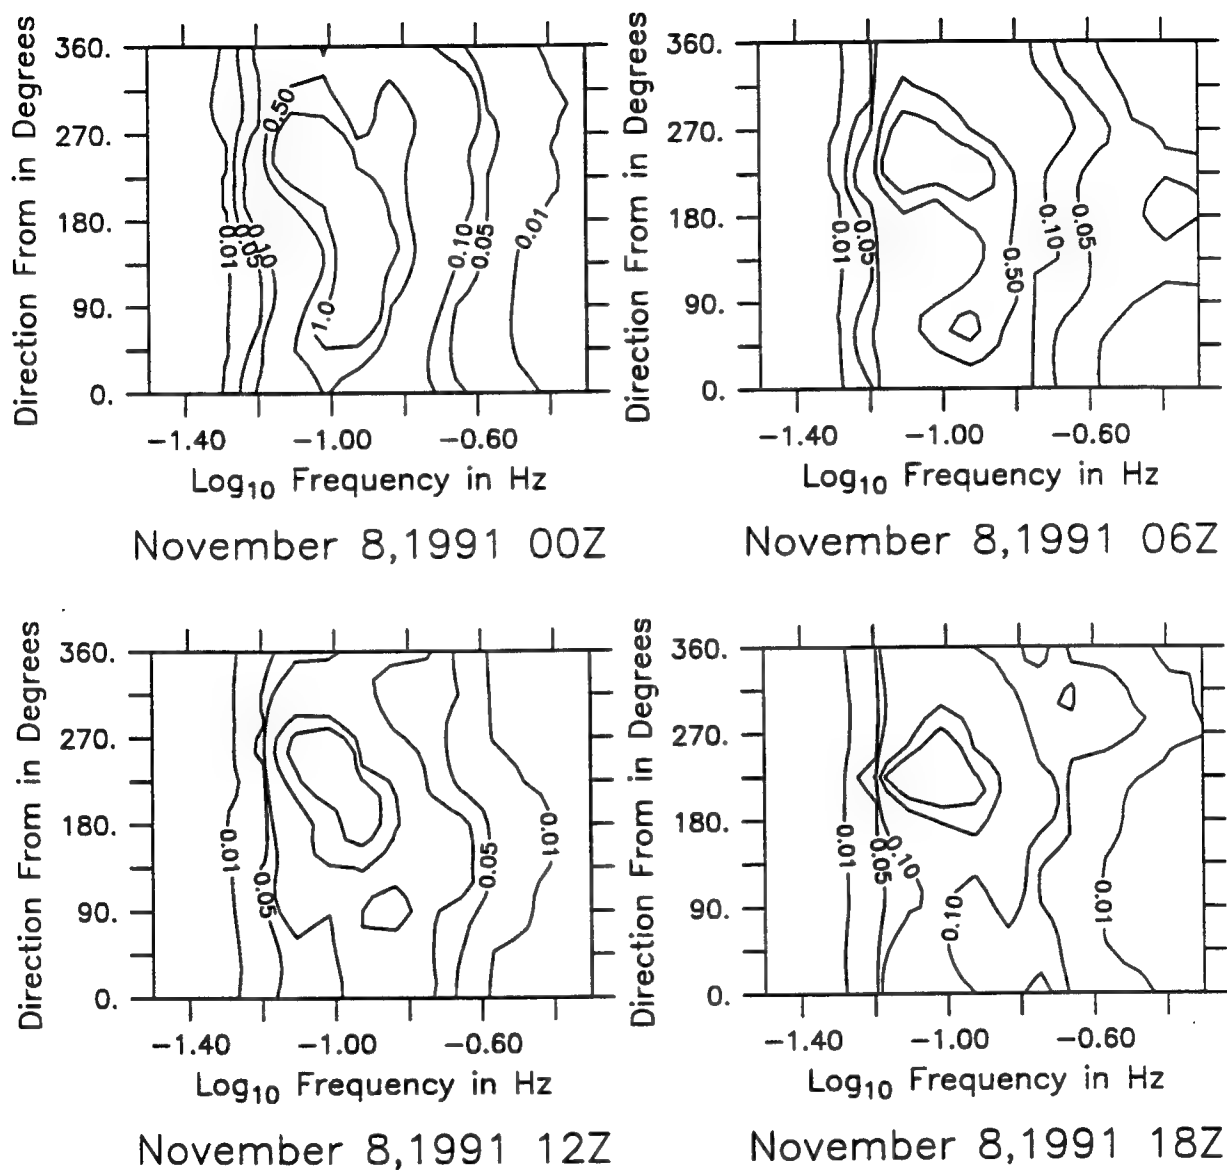 360.
270.
180.
90.
0.
Direction From in Degrees
0.01
0.05
0.10
0.50
1.0
0.10
0.05
0.01
−1.40 −1.00 −0.60
Log10 Frequency in Hz
November 8,1991 00Z
360.
270.
180.
90.
0.
Direction From in Degrees
0.01
0.05
0.50
0.10
0.05
−1.40 −1.00 −0.60
Log10 Frequency in Hz
November 8,1991 06Z
360.
270.
180.
90.
0.
Direction From in Degrees
0.01
0.05
0.05
0.01
−1.40 −1.00 −0.60
Log10 Frequency in Hz
November 8,1991 12Z
360.
270.
180.
90.
0.
Direction From in Degrees
0.01
0.05
0.10
0.10
0.01
−1.40 −1.00 −0.60
Log10 Frequency in Hz
November 8,1991 18Z